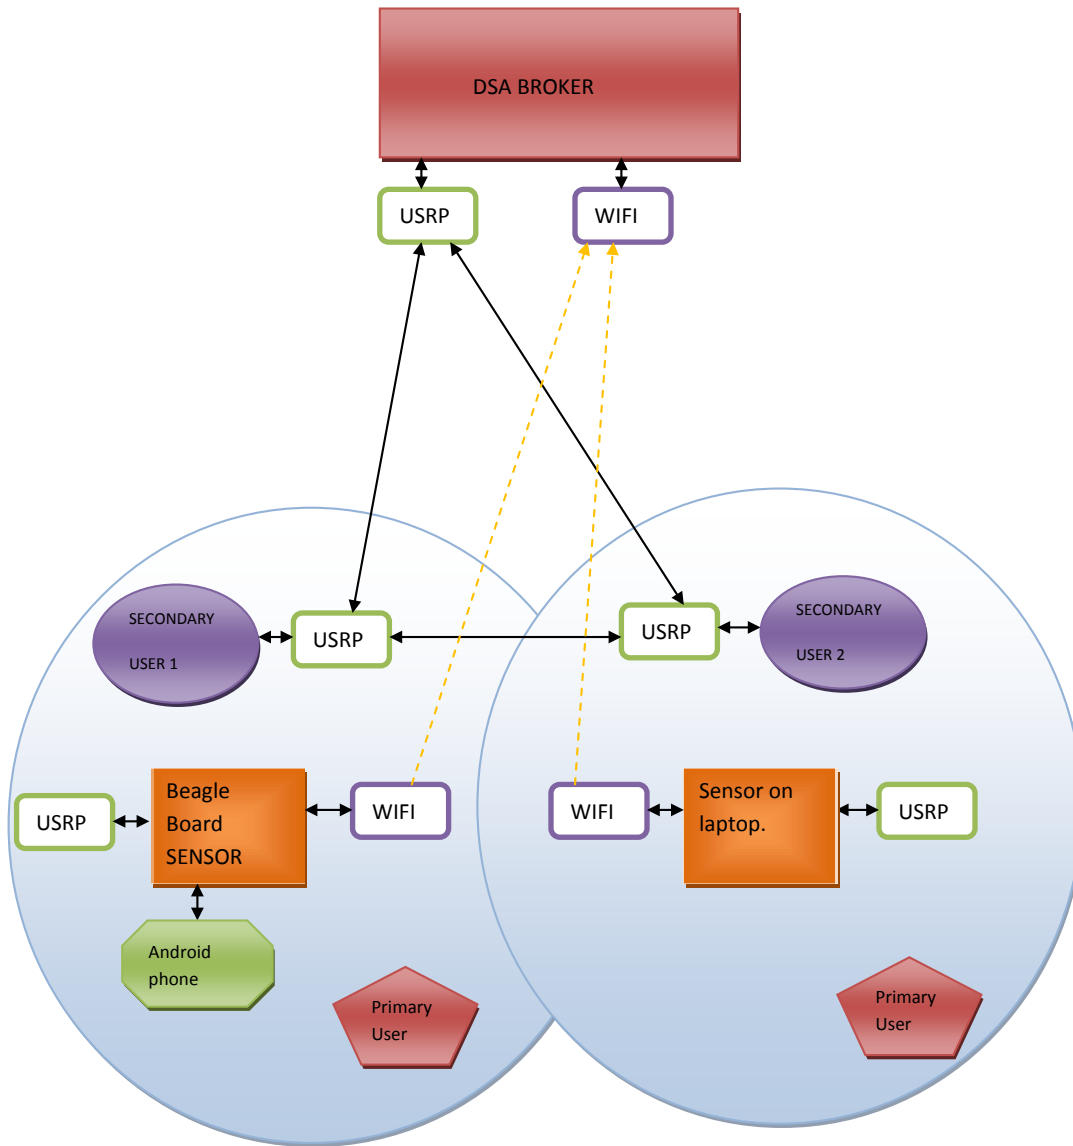 DSA BROKER
USRP
WIFI
SECONDARY
USER 1
USRP
USRP
SECONDARY
USER 2
USRP
Beagle
Board
SENSOR
WIFI
WIFI
Sensor on
laptop.
USRP
Android
phone
Primary
User
Primary
User